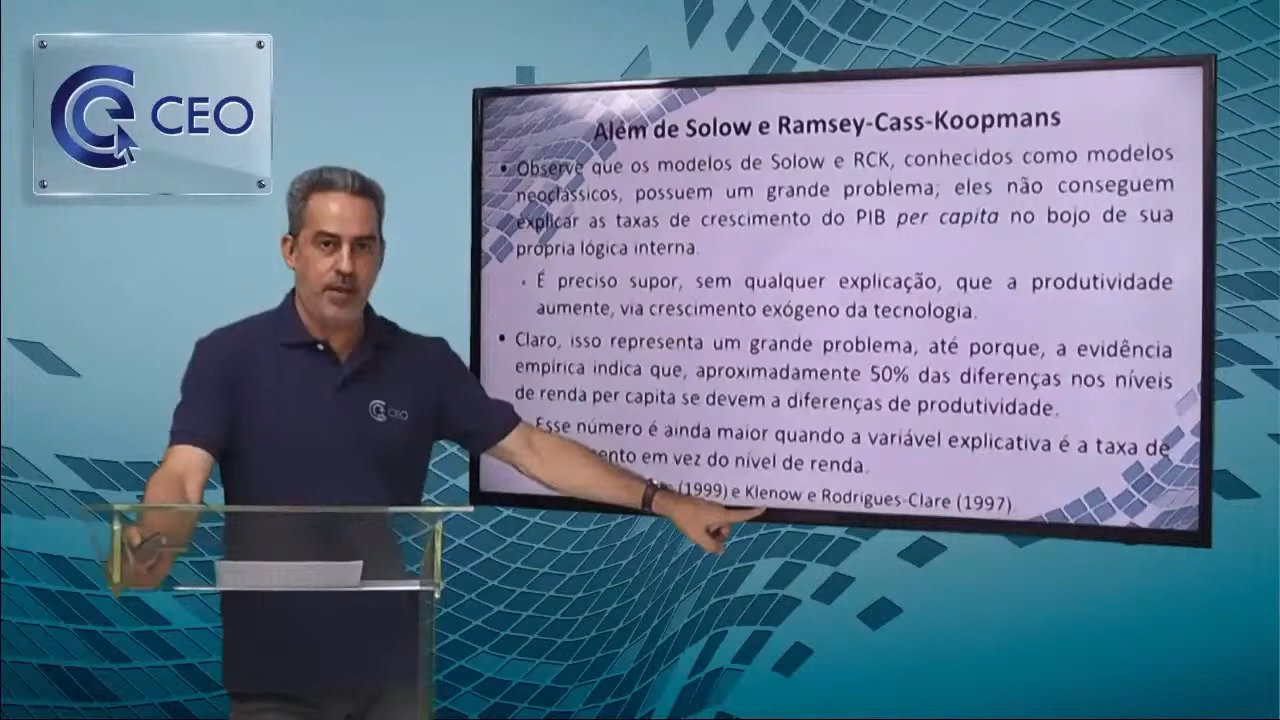 CEO
Além de Solow e Ramsey-Cass-Koopmans
• Observe que os modelos de Solow e RCK, conhecidos como modelos
neoclássicos, possuem um grande problema; eles não conseguem
explicar as taxas de crescimento do PIB per capita no bojo de sua
própria lógica interna.
• É preciso supor, sem qualquer explicação, que a produtividade
aumente, via crescimento exógeno da tecnologia.
• Claro, isso representa um grande problema, até porque, a evidência
empírica indica que, aproximadamente 50% das diferenças nos níveis
de renda per capita se devem a diferenças de produtividade.
Esse número é ainda maior quando a variável explicativa é a taxa de
em vez do nível de renda.
(1999) e Klenow e Rodrigues-Clare (1997)
CEO